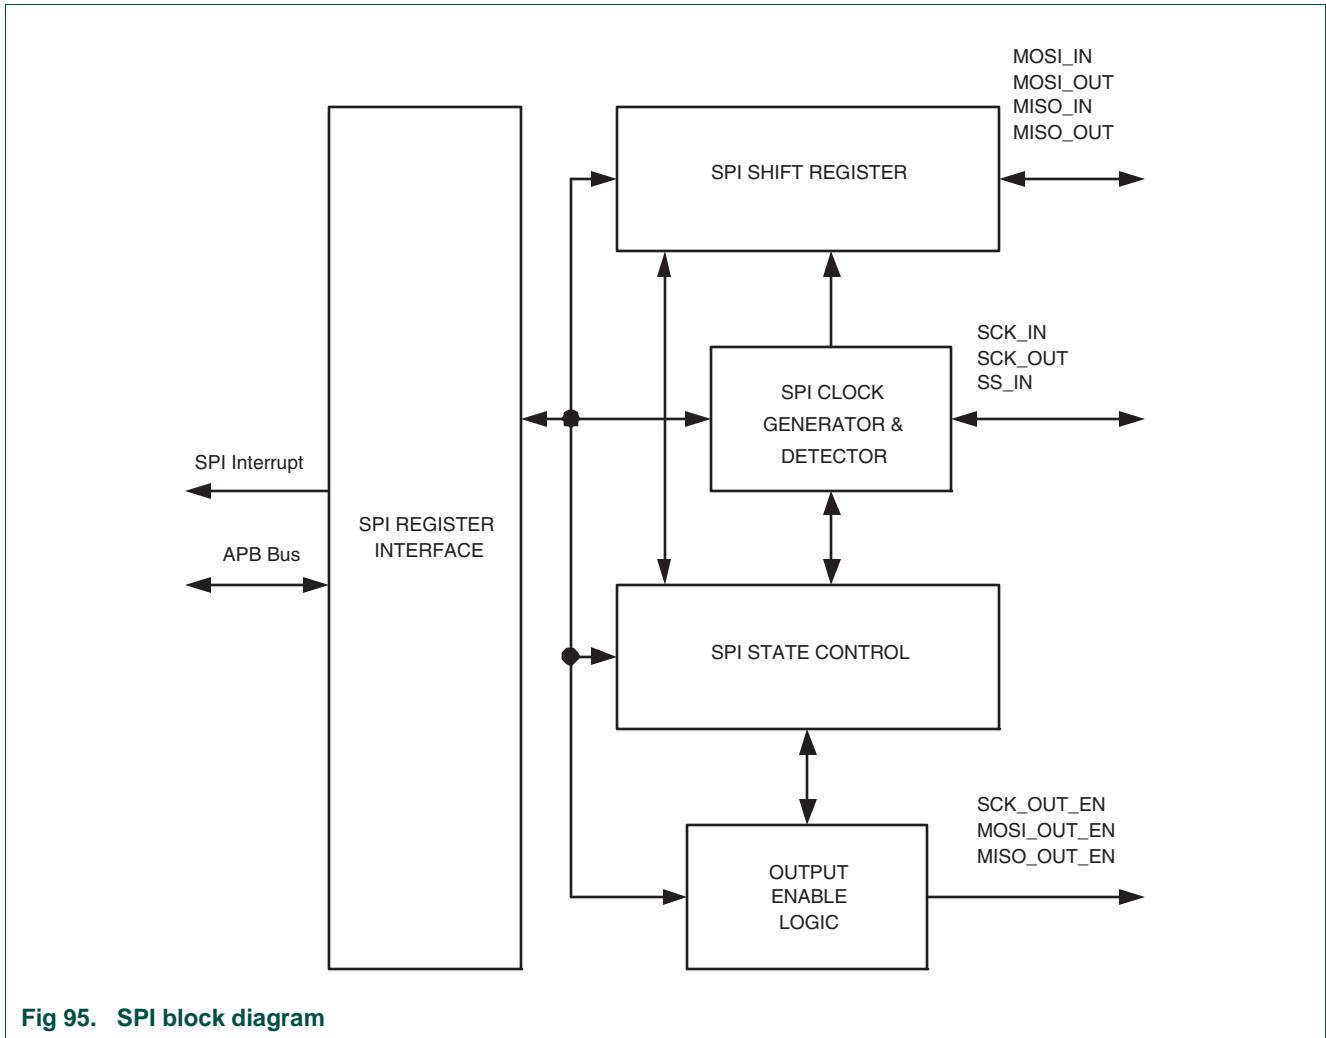 MOSI_IN
MOSI_OUT
MISO_IN
MISO_OUT
SPI SHIFT REGISTER
SCK_IN
SCK_OUT
SS_IN
SPI CLOCK
GENERATOR &
DETECTOR
SPI Interrupt
APB Bus
SPI REGISTER
INTERFACE
SPI STATE CONTROL
SCK_OUT_EN
MOSI_OUT_EN
MISO_OUT_EN
OUTPUT
ENABLE
LOGIC
Fig 95. SPI block diagram